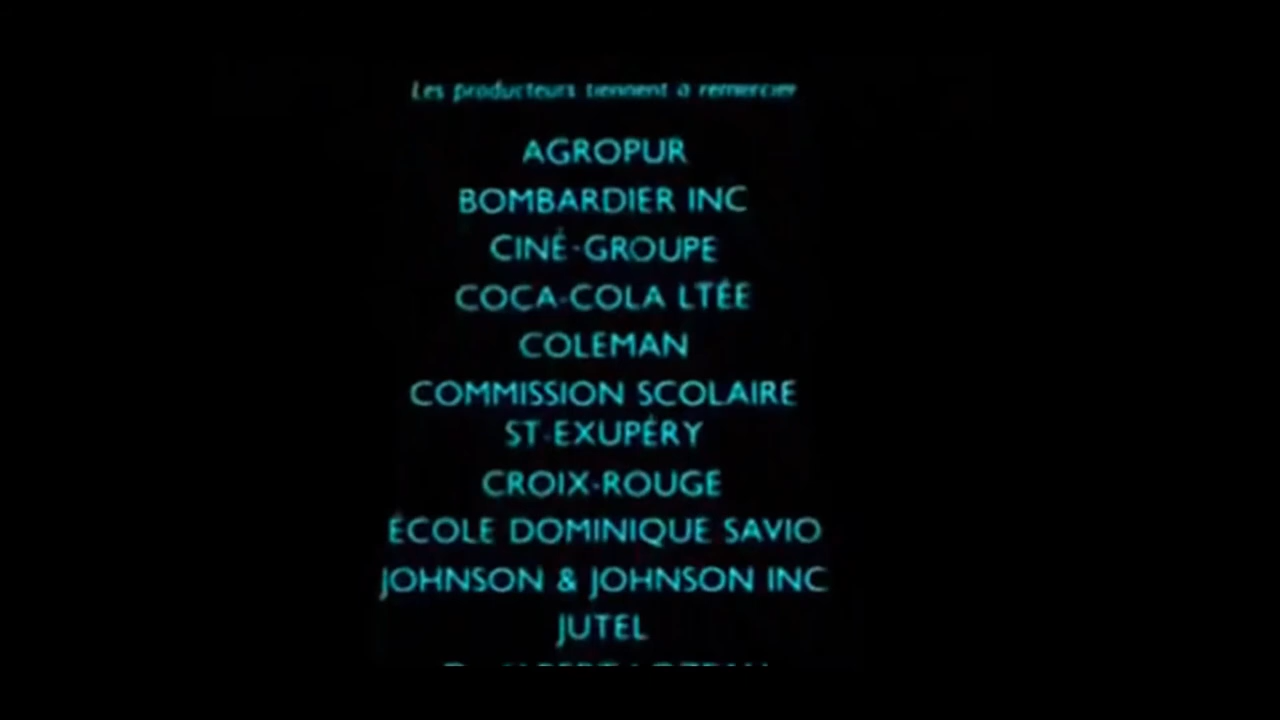 Les producteurs tiennent à remercier
AGROPUR
BOMBARDIER INC
CINÉ-GROUPE
COCA-COLA LTÉE
COLEMAN
COMMISSION SCOLAIRE
ST-EXUPÉRY
CROIX-ROUGE
ÉCOLE DOMINIQUE SAVIO
JOHNSON & JOHNSON INC
JUTEL